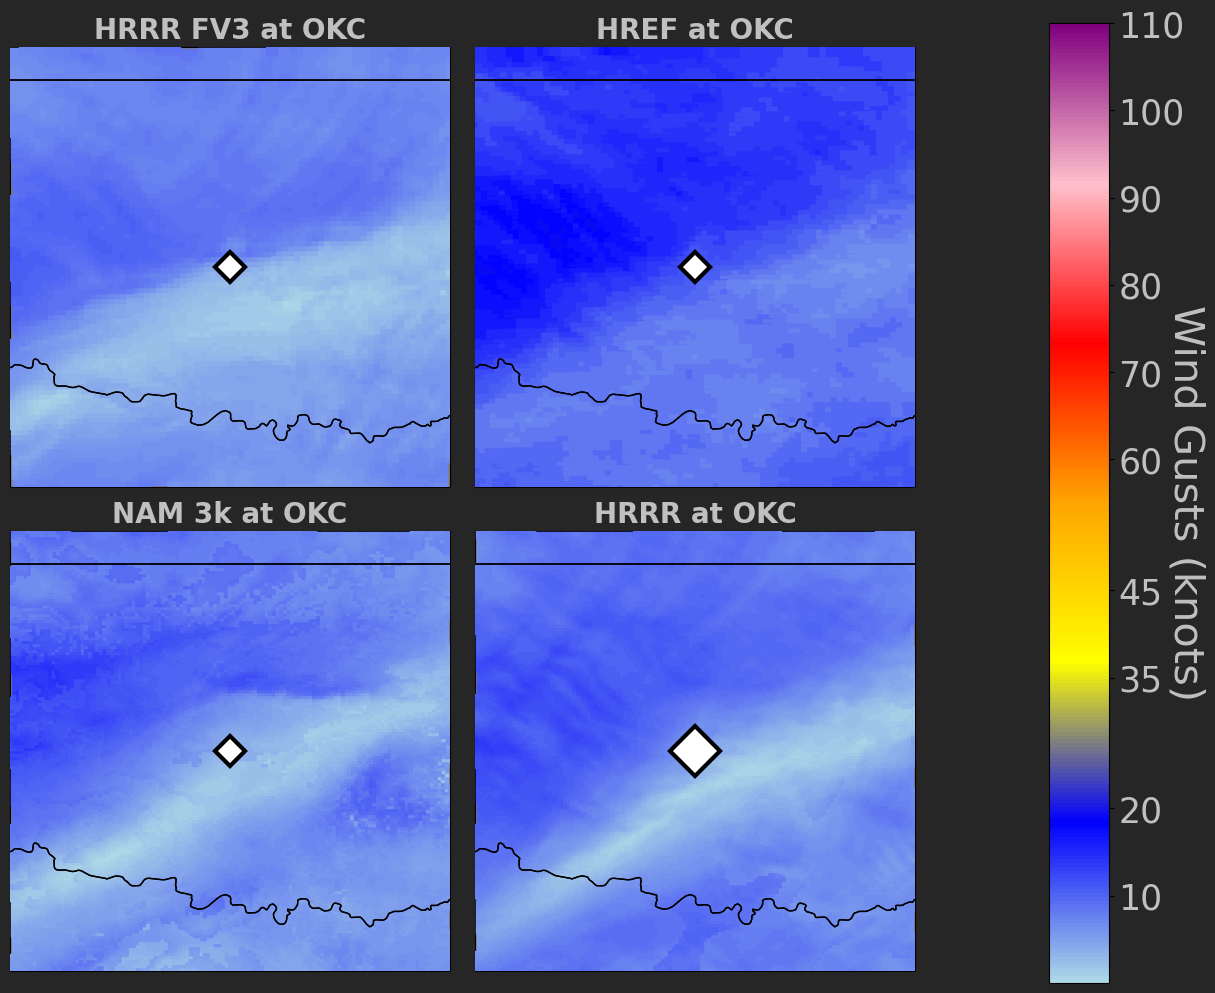 HRRR FV3 at OKC
HREF at OKC
NAM 3k at OKC
HRRR at OKC
110
100
90
80
70
60
45
35
20
10
Wind Gusts (knots)